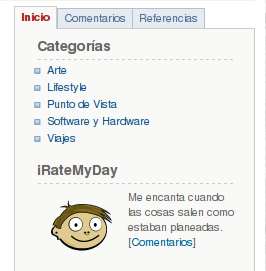 Inicio Comentarios Referencias
Categorías
Arte
Lifestyle
Punto de Vista
Software y Hardware
Viajes
iRateMyDay
Me encanta cuando
las cosas salen como
estaban planeadas.
[Comentarios]